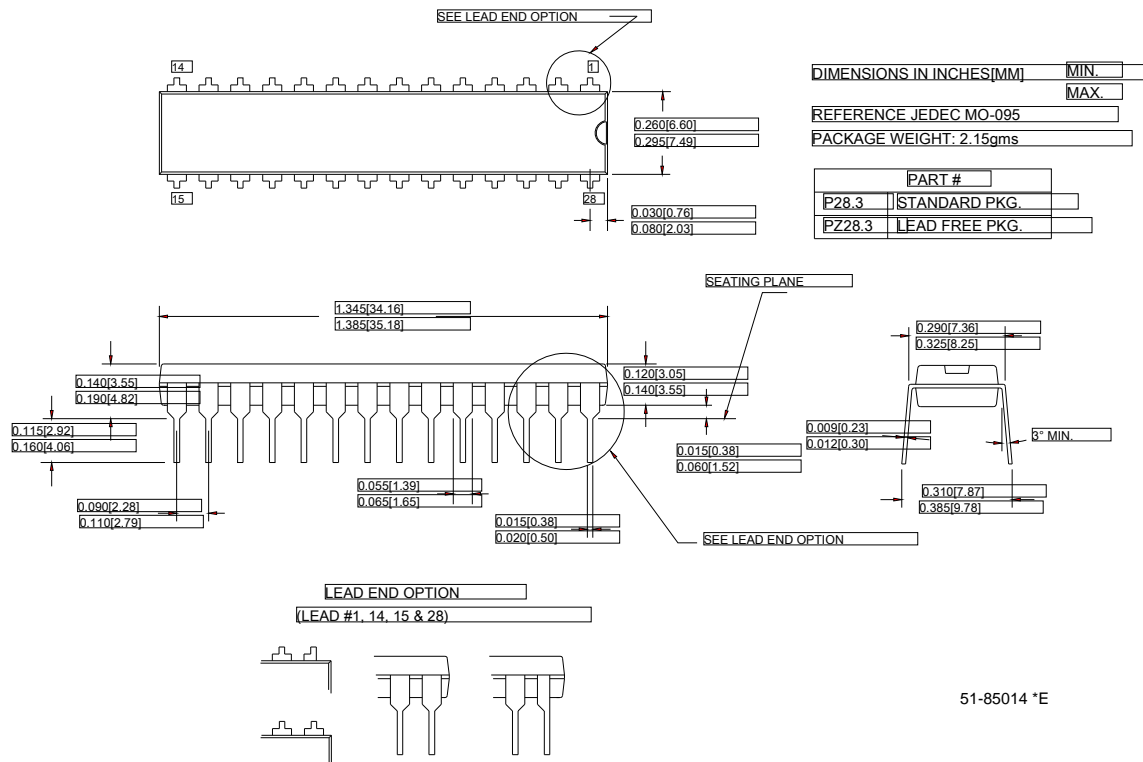 SEE LEAD END OPTION
14
1
DIMENSIONS IN INCHES[MM] MIN.
MAX.
REFERENCE JEDEC MO-095
PACKAGE WEIGHT: 2.15gms
0.260[6.60]
0.295[7.49]
PART #
P28.3 STANDARD PKG.
PZ28.3 LEAD FREE PKG.
15
28
0.030[0.76]
0.080[2.03]
SEATING PLANE
1.345[34.16]
1.385[35.18]
0.290[7.36]
0.325[8.25]
0.140[3.55]
0.190[4.82]
0.120[3.05]
0.140[3.55]
0.115[2.92]
0.160[4.06]
0.009[0.23]
0.012[0.30]
3° MIN.
0.015[0.38]
0.060[1.52]
0.055[1.39]
0.065[1.65]
0.090[2.28]
0.110[2.79]
0.310[7.87]
0.385[9.78]
0.015[0.38]
0.020[0.50]
SEE LEAD END OPTION
LEAD END OPTION
(LEAD #1, 14, 15 & 28)
51-85014 *E